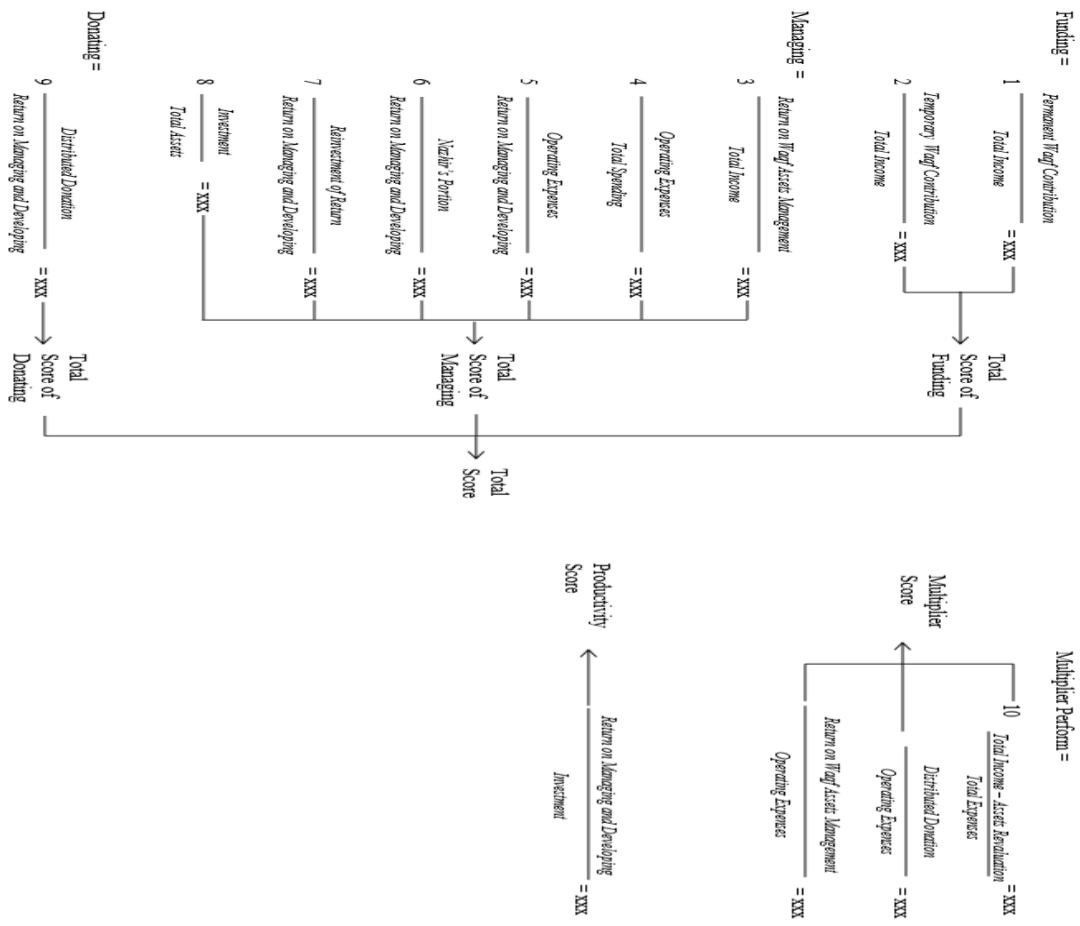 Funding =
Permanent Waqf Contribution
1
Total Income
= xxx
Temporary Waqf Contribution
2
Total Income
= xxx
Total
Score of
Funding
Managing =
Return on Waqf Assets Management
3
Total Income
= xxx
Operating Expenses
4
Total Spending
= xxx
Operating Expenses
5
Return on Managing and Developing
= xxx
Nazhir's Portion
6
Return on Managing and Developing
= xxx
Reinvestment of Return
7
Return on Managing and Developing
= xxx
Investment
8
Total Assets
= xxx
Total
Score of
Managing
Donating =
Distributed Donation
9
Return on Managing and Developing
= xxx
Total
Score of
Donating
Total
Score
Multiplier Perform =
10
Total Income – Assets Revaluation
Total Expenses
= xxx
Distributed Donation
Operating Expenses
= xxx
Return on Waqf Assets Management
Operating Expenses
= xxx
Multiplier
Score
Return on Managing and Developing
Investment
= xxx
Productivity
Score